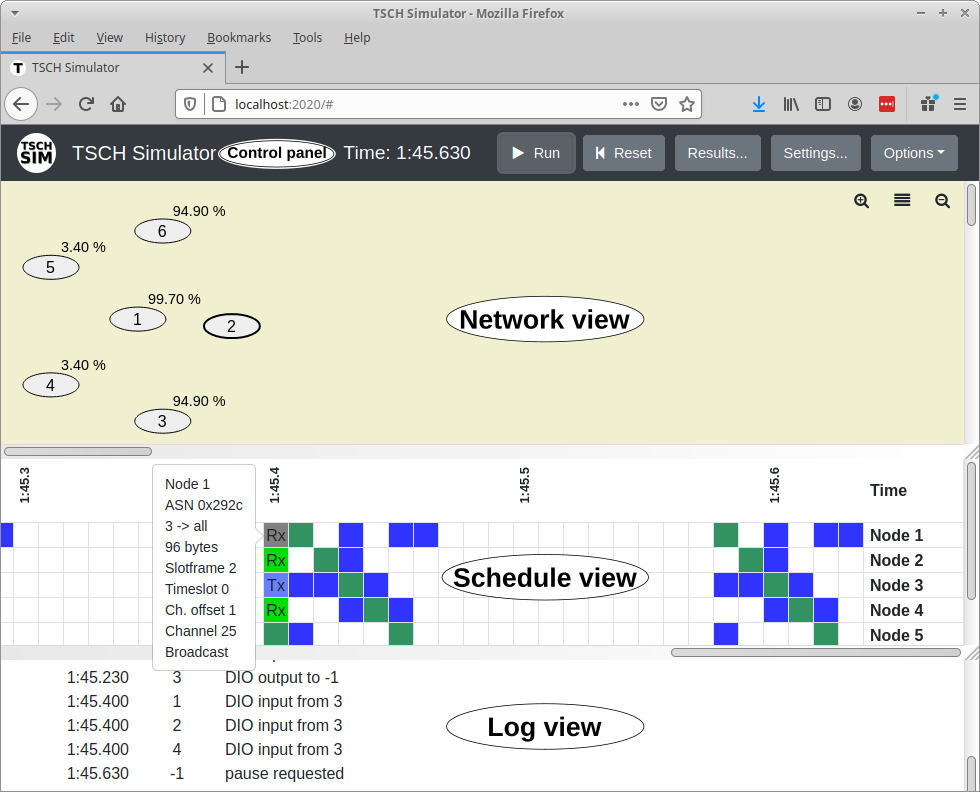 TSCH Simulator - Mozilla Firefox
File Edit View History Bookmarks Tools Help
T TSCH Simulator
localhost:2020/#
TSCH SIM TSCH Simulator Control panel Time: 1:45.630 Run Reset Results... Settings... Options
94.90 %
6
3.40 %
5
99.70 %
1
2
Network view
3.40 %
4
94.90 %
3
1:45.3 1:45.4 1:45.5 1:45.6 Time
Node 1
ASN 0x292c
3 -> all
96 bytes
Slotframe 2
Timeslot 0
Ch. offset 1
Channel 25
Broadcast
Rx Node 1
Rx Node 2
Tx Node 3
Rx Node 4
Node 5
Schedule view
1:45.230 3 DIO output to -1
1:45.400 1 DIO input from 3
1:45.400 2 DIO input from 3
1:45.400 4 DIO input from 3
1:45.630 -1 pause requested
Log view